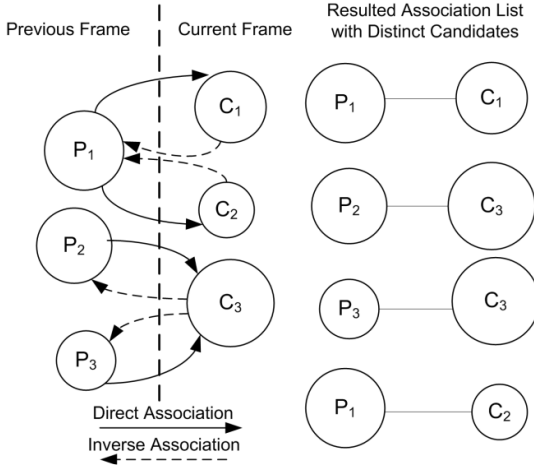 Previous Frame
Current Frame
Resulted Association List
with Distinct Candidates
P₁
C₁
C₂
P₂
C₃
P₃
Direct Association
Inverse Association
P₁ C₁
P₂ C₃
P₃ C₃
P₁ C₂